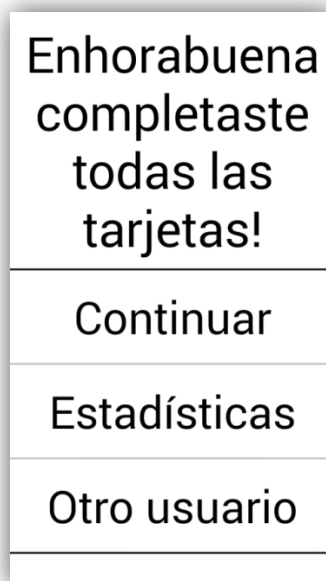 Enhorabuena
completaste
todas las
tarjetas!
Continuar
Estadísticas
Otro usuario